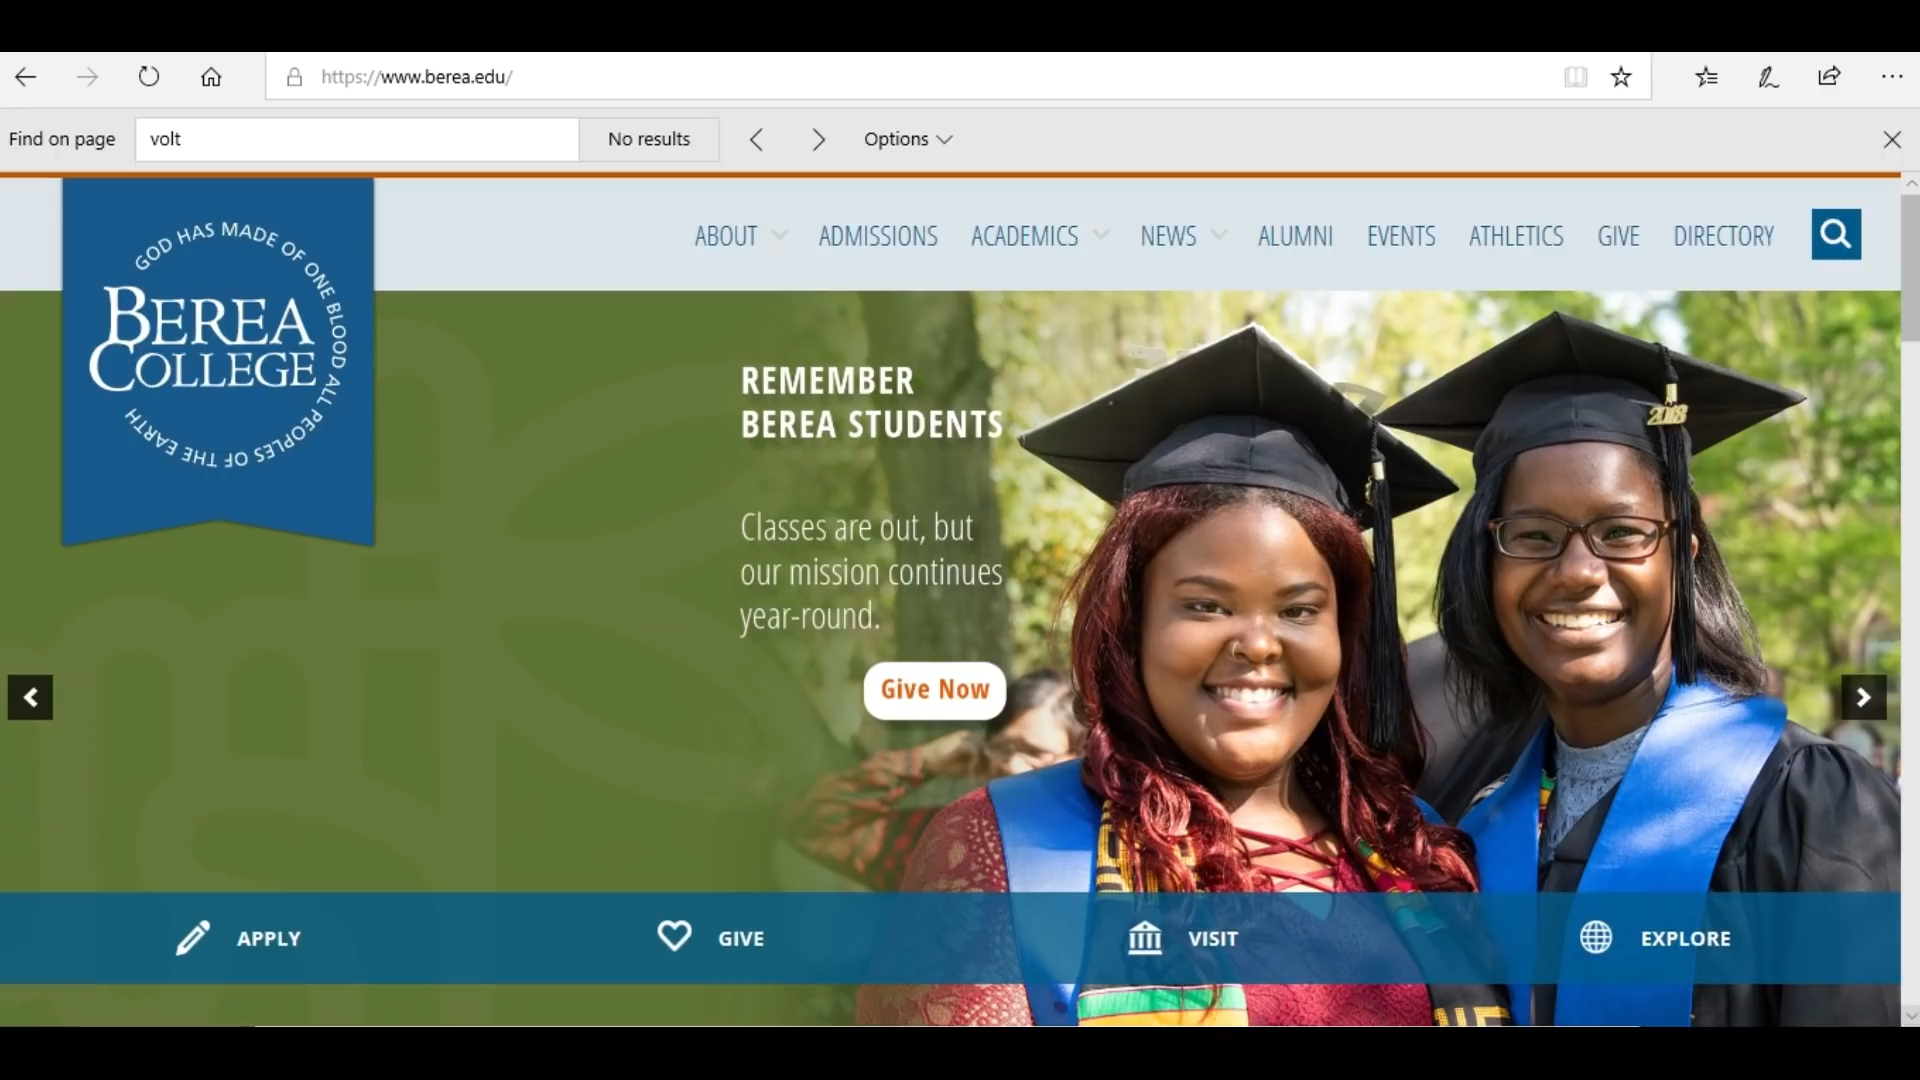 https://www.berea.edu/
Find on page
volt
No results
Options
GOD HAS MADE OF ONE BLOOD ALL PEOPLES OF THE EARTH
BEREA
COLLEGE
ABOUT
ADMISSIONS
ACADEMICS
NEWS
ALUMNI
EVENTS
ATHLETICS
GIVE
DIRECTORY
REMEMBER
BEREA STUDENTS
Classes are out, but
our mission continues
year-round.
Give Now
2018
APPLY
GIVE
VISIT
EXPLORE